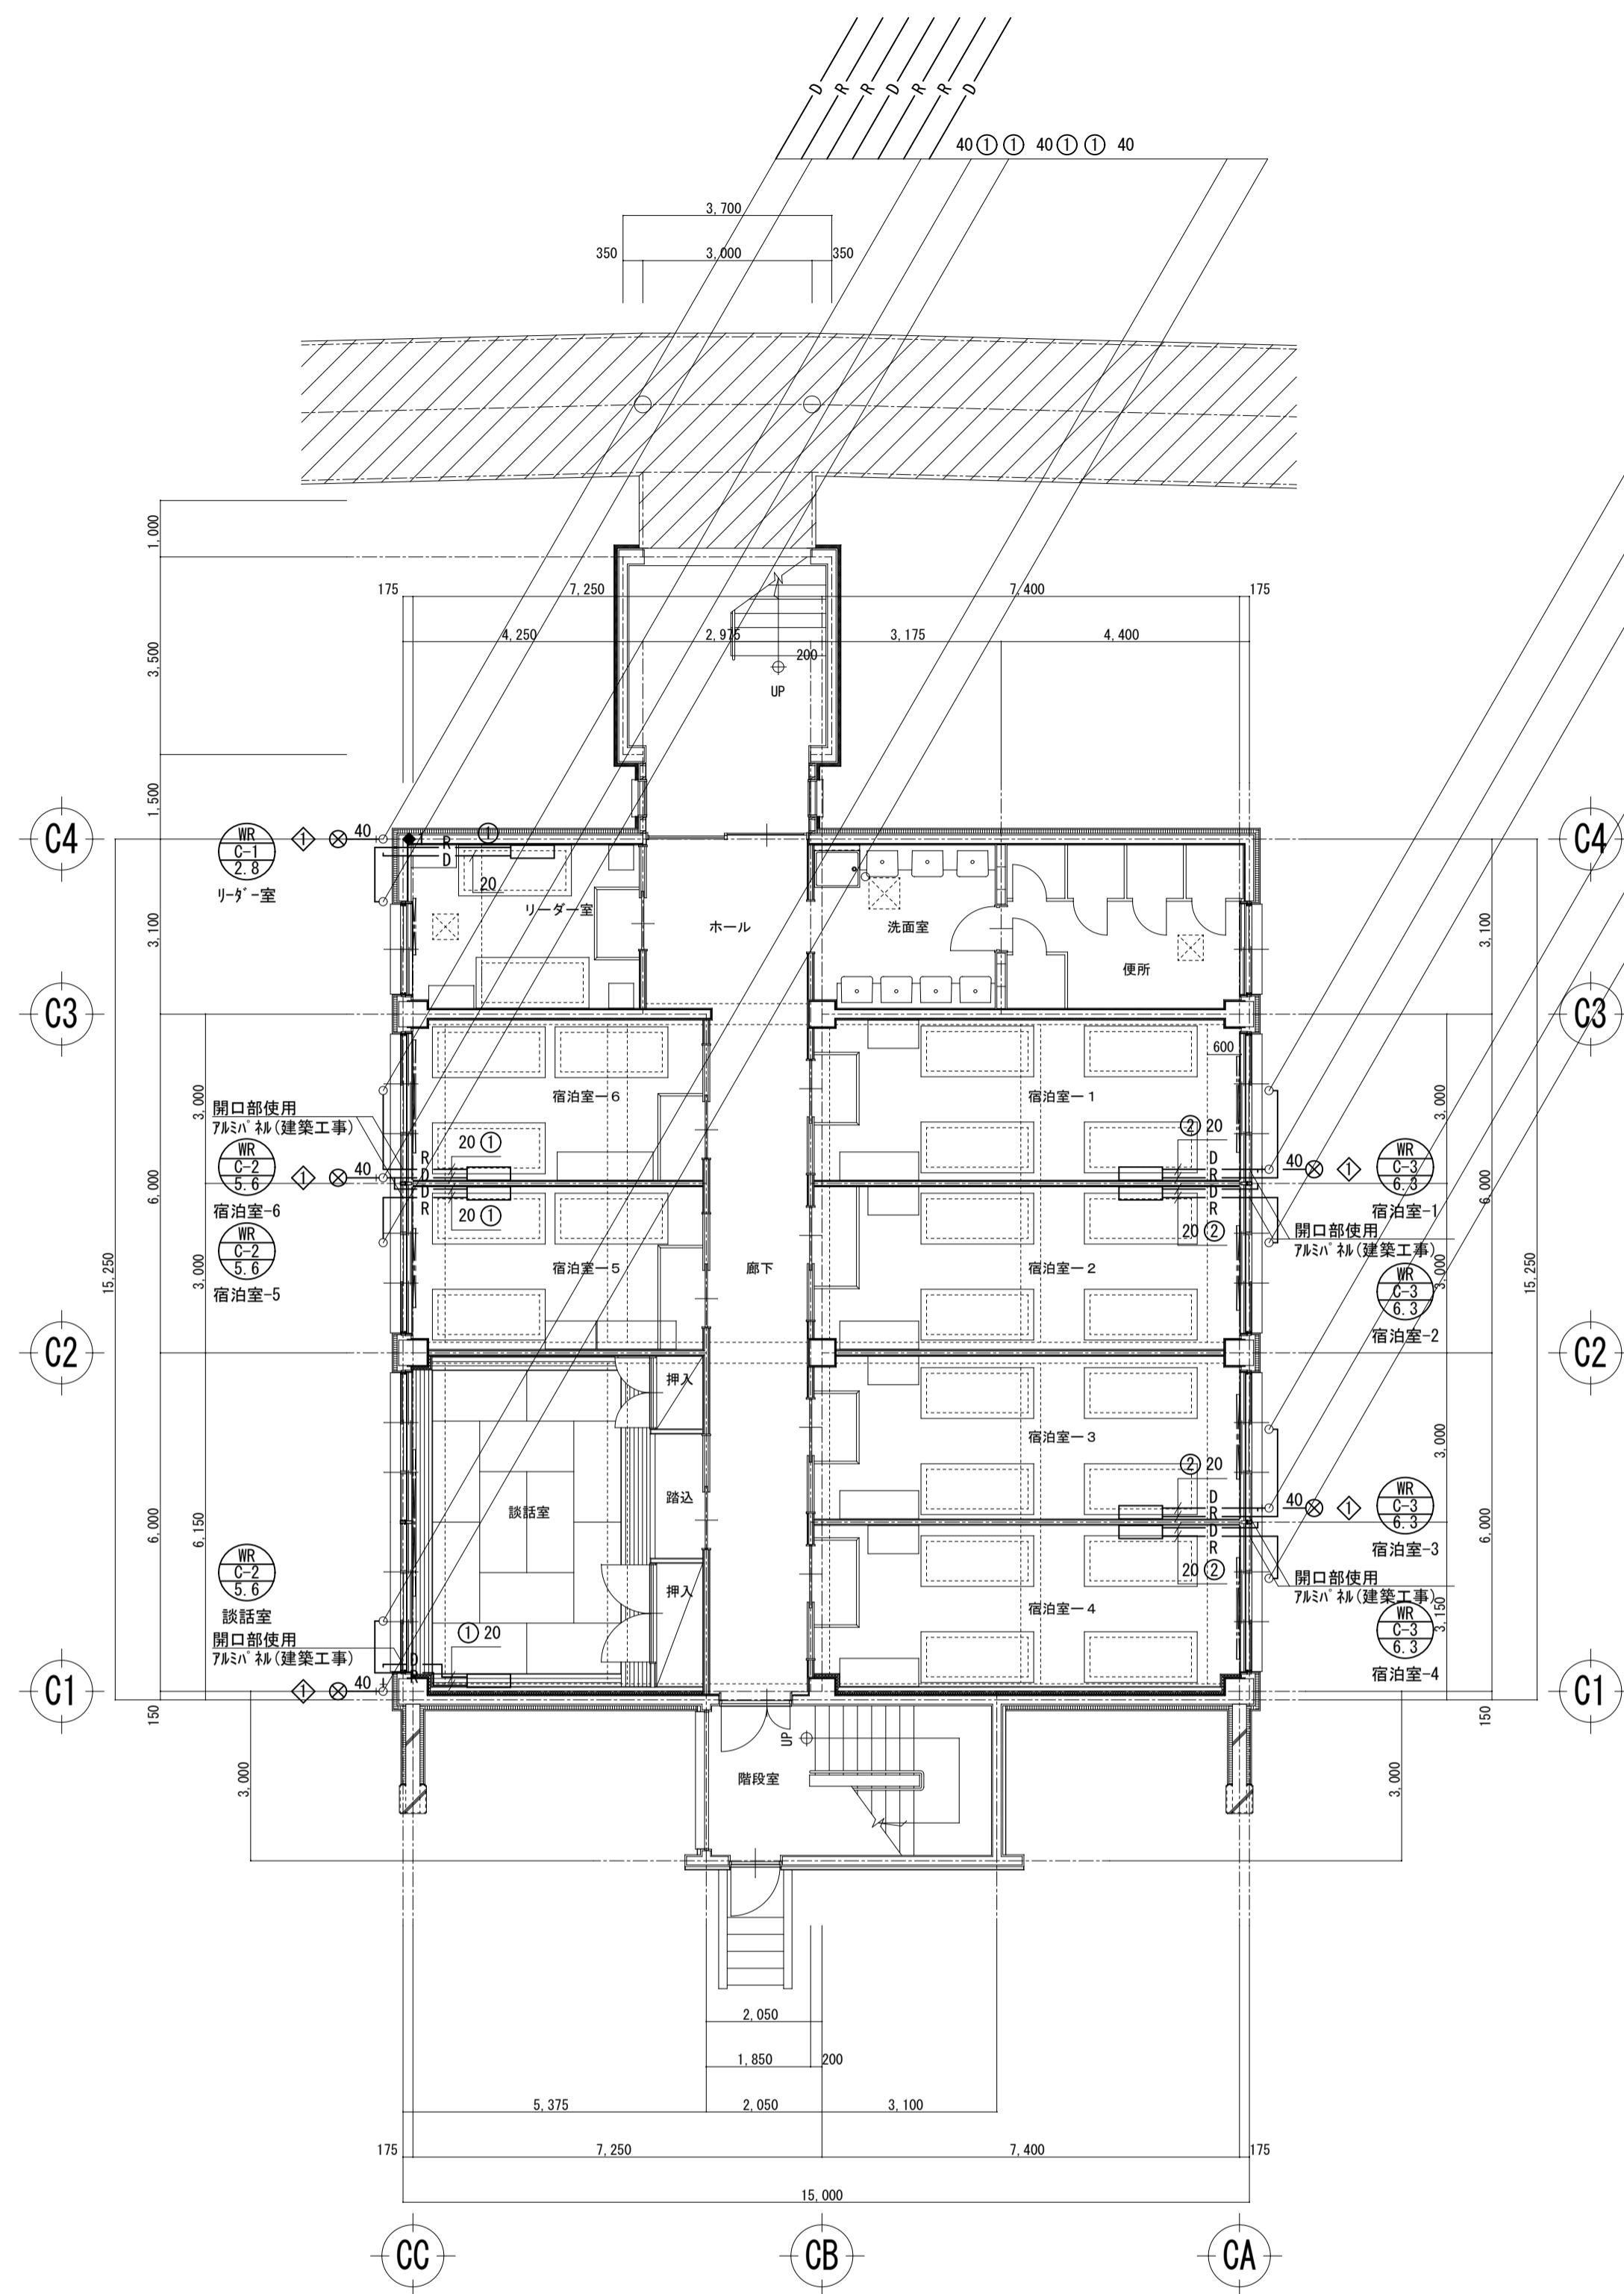 D R R D R R D
40 ① ① 40 ① ① 40
3,700
350 3,000 350
1,000
175 7,250 7,400 175
4,250 2,975 3,175 4,400
3,500
200
UP
1,500
C4 C4
WR
C-1
2.8
リーダー室
1 40
R
D
①
20
リーダー室
ホール
洗面室
便所
3,100 3,100
C3 C3
600
宿泊室－6
宿泊室－1
3,000 3,000
開口部使用
アルミパネル(建築工事)
WR
C-2
5.6
宿泊室-6
1 40
R
D
20 ①
② 20
D
R
40 1
WR
C-3
6.3
宿泊室-1
6,000 6,000
D
R
20 ①
D
R
20 ②
開口部使用
アルミパネル(建築工事)
WR
C-2
5.6
宿泊室-5
宿泊室－5
廊下
宿泊室－2
WR
C-3
6.3
宿泊室-2
3,000 3,000
15,250 15,250
C2 C2
押入
宿泊室－3
3,000
談話室
踏込
② 20
D
R
40 1
WR
C-3
6.3
宿泊室-3
6,000 6,150 6,000
D
R
20 ②
開口部使用
アルミパネル(建築工事)
WR
C-2
5.6
談話室
押入
宿泊室－4
WR
C-3
6.3
宿泊室-4
3,150
開口部使用
アルミパネル(建築工事)
① 20
D
1 40
C1 C1
150 150
UP
階段室
3,000 3,000
2,050
1,850 200
5,375 2,050 3,100
175 7,250 7,400 175
15,000
CC CB CA